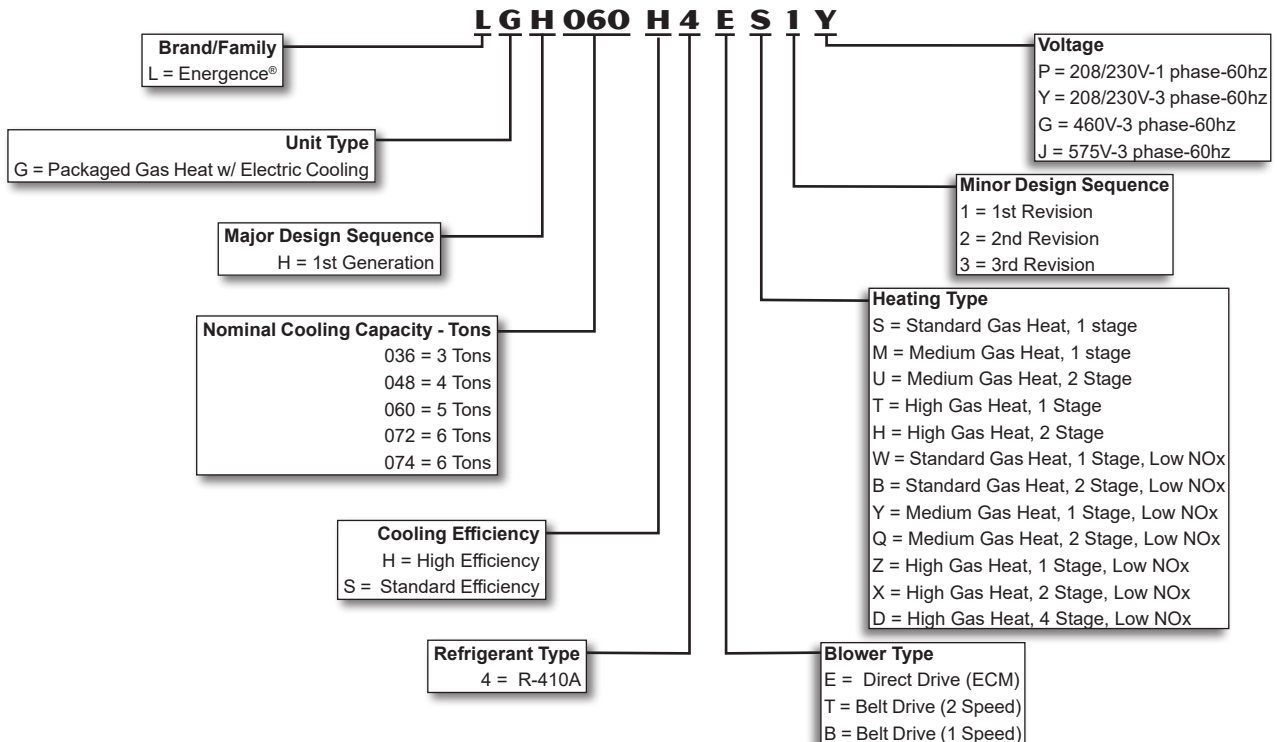 LGH060H4ES1Y
Brand/Family
L = Energence®
Unit Type
G = Packaged Gas Heat w/ Electric Cooling
Major Design Sequence
H = 1st Generation
Nominal Cooling Capacity - Tons
036 = 3 Tons
048 = 4 Tons
060 = 5 Tons
072 = 6 Tons
074 = 6 Tons
Cooling Efficiency
H = High Efficiency
S = Standard Efficiency
Refrigerant Type
4 = R-410A
Voltage
P = 208/230V-1 phase-60hz
Y = 208/230V-3 phase-60hz
G = 460V-3 phase-60hz
J = 575V-3 phase-60hz
Minor Design Sequence
1 = 1st Revision
2 = 2nd Revision
3 = 3rd Revision
Heating Type
S = Standard Gas Heat, 1 stage
M = Medium Gas Heat, 1 stage
U = Medium Gas Heat, 2 Stage
T = High Gas Heat, 1 Stage
H = High Gas Heat, 2 Stage
W = Standard Gas Heat, 1 Stage, Low NOx
B = Standard Gas Heat, 2 Stage, Low NOx
Y = Medium Gas Heat, 1 Stage, Low NOx
Q = Medium Gas Heat, 2 Stage, Low NOx
Z = High Gas Heat, 1 Stage, Low NOx
X = High Gas Heat, 2 Stage, Low NOx
D = High Gas Heat, 4 Stage, Low NOx
Blower Type
E = Direct Drive (ECM)
T = Belt Drive (2 Speed)
B = Belt Drive (1 Speed)